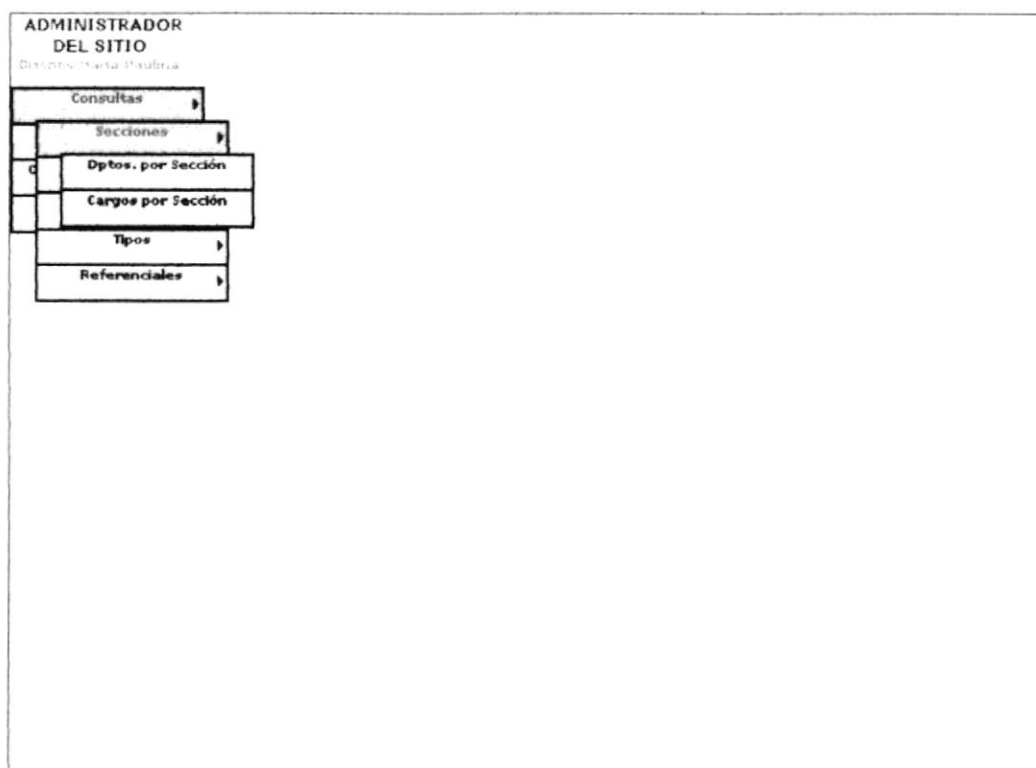 ADMINISTRADOR
DEL SITIO
Consultas
Secciones
Dptos. por Sección
Cargos por Sección
Tipos
Referenciales